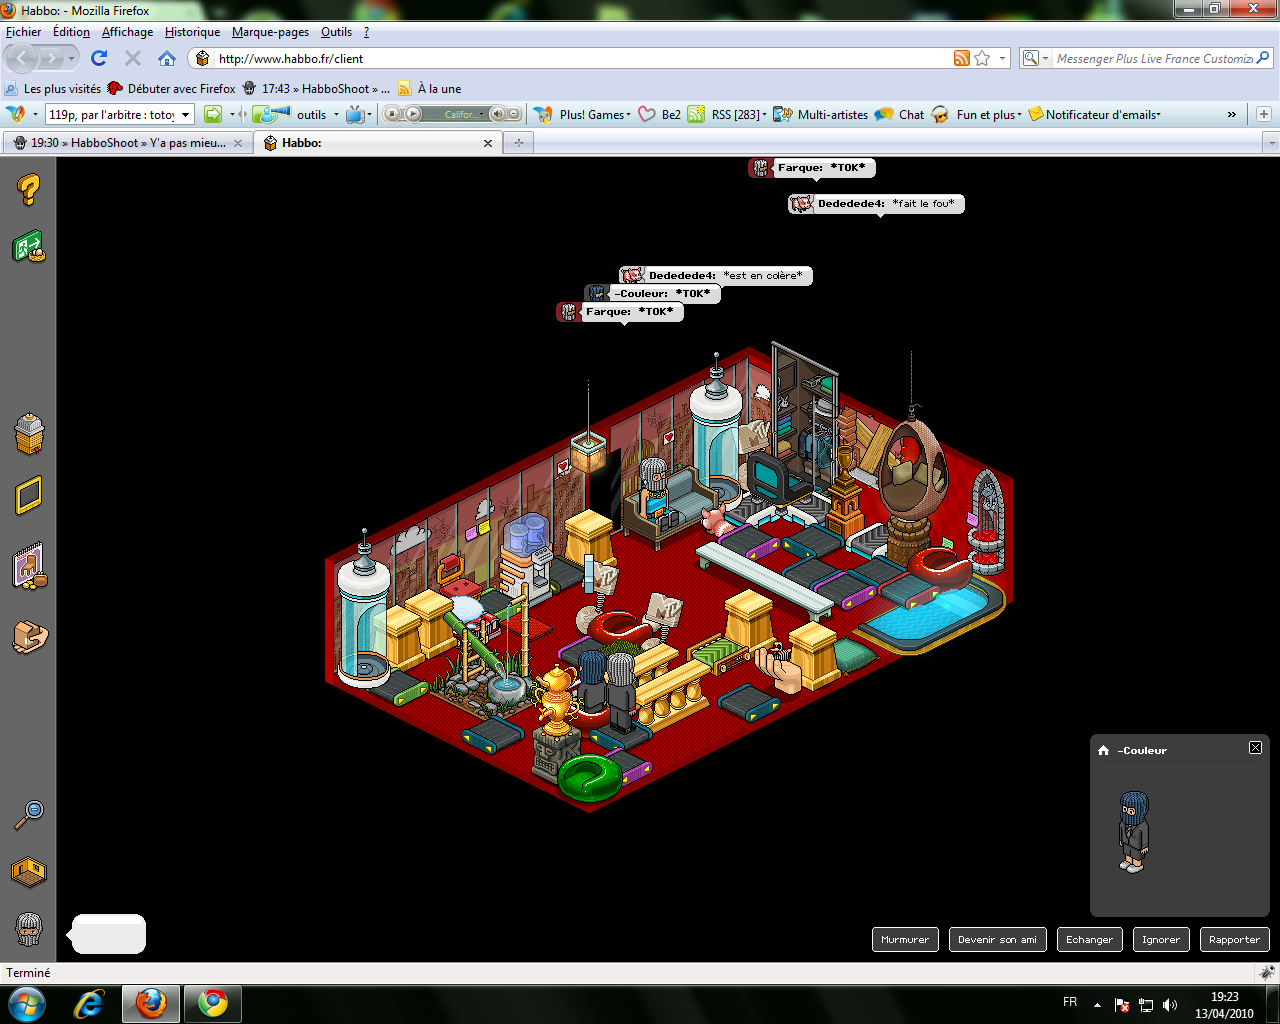 Habbo: - Mozilla Firefox
Fichier Édition Affichage Historique Marque-pages Outils ?
http://www.habbo.fr/client
Messenger Plus Live France Customiz
Les plus visités Débuter avec Firefox 17:43 » HabboShoot » ... À la une
119p, par l'arbitre : toto outils Califor... Plus! Games Be2 RSS [283] Multi-artistes Chat Fun et plus Notificateur d'emails »
19:30 » HabboShoot » Y'a pas mieu... Habbo:
Farque: *TOK*
Dededede4: *fait le fou*
Dededede4: *est en colère*
-Couleur: *TOK*
Farque: *TOK*
MTV
-Couleur
Murmurer Devenir son ami Echanger Ignorer Rapporter
Terminé
FR 19:23
13/04/2010